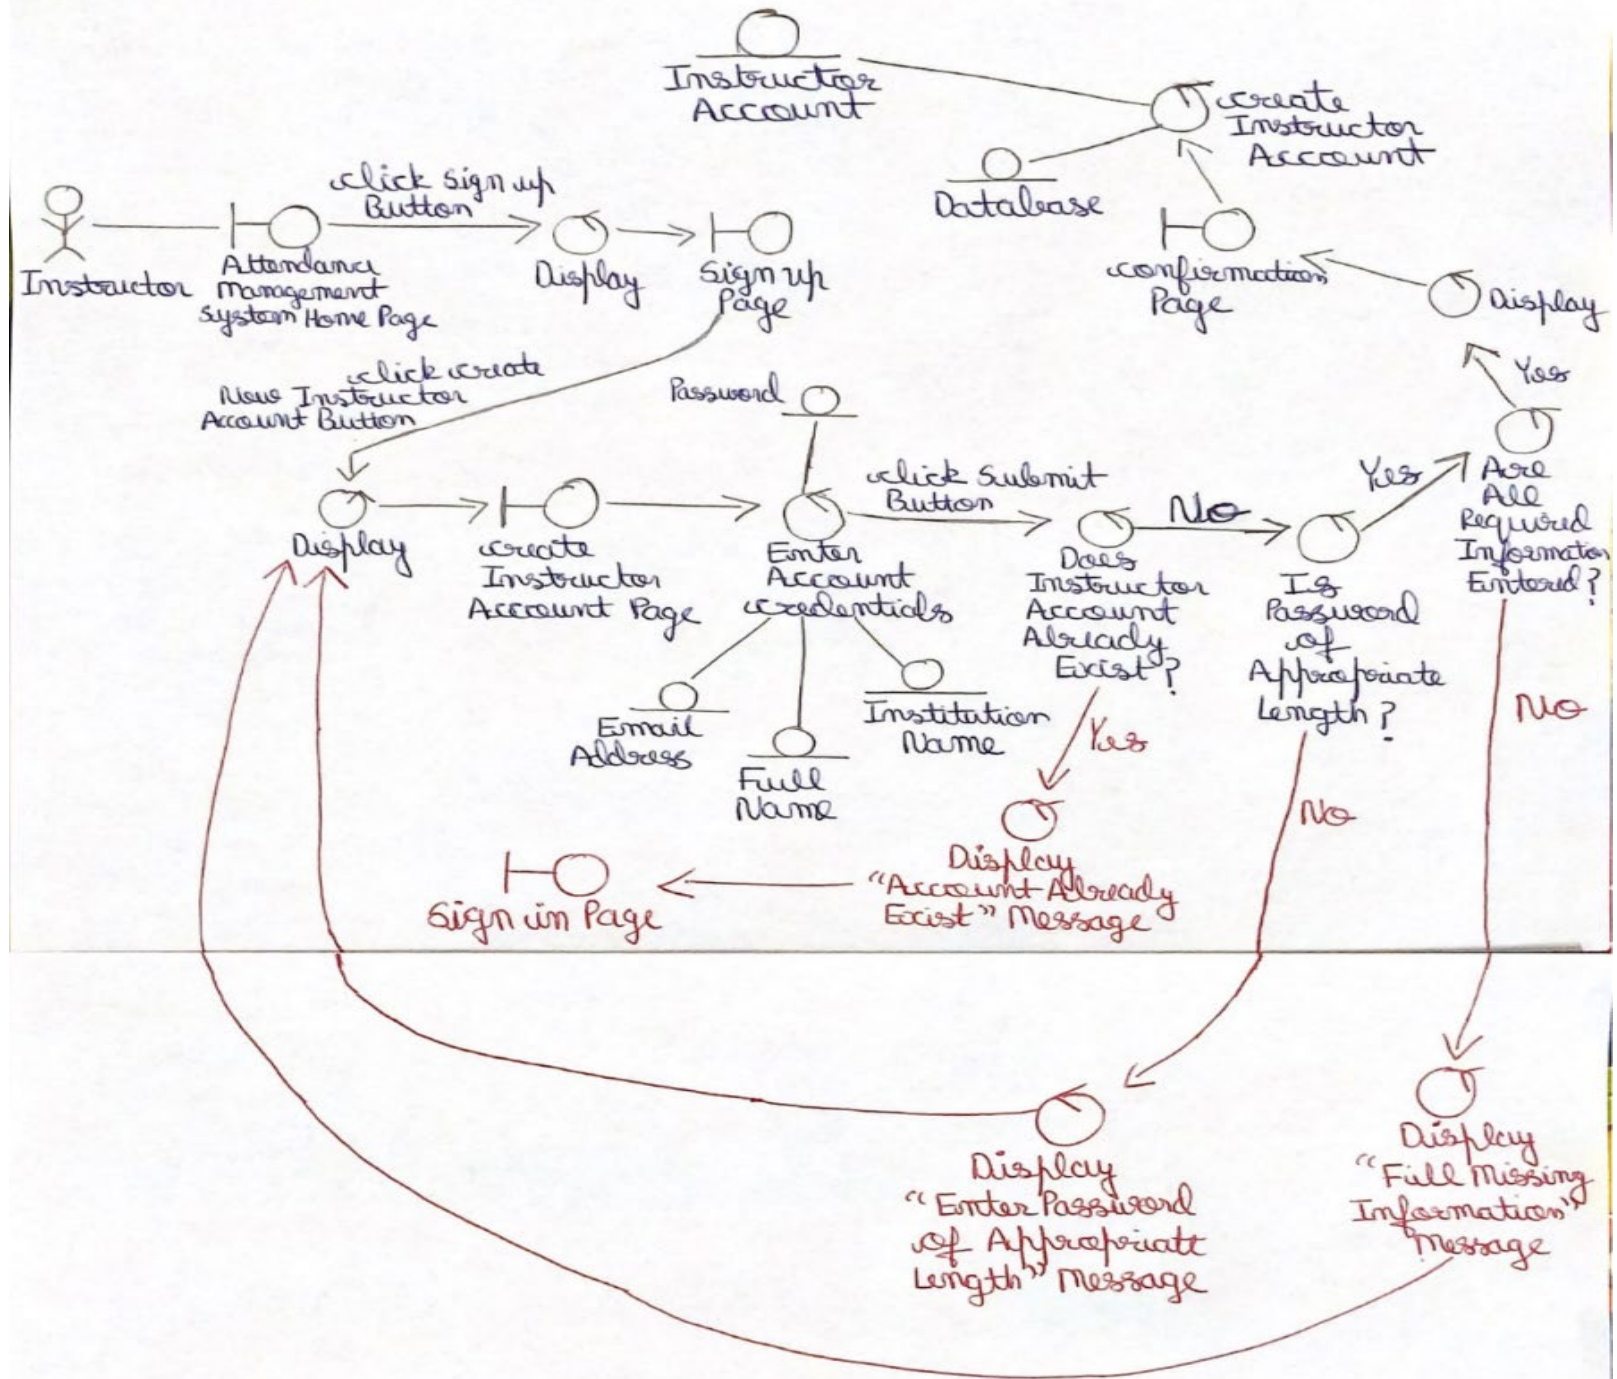 Instructor
Account
create
Instructor
Account
Database
click Sign up
Button
Instructor
Attendance
Management
System Home Page
Display
Sign up
Page
confirmation
Page
Display
click create
New Instructor
Account Button
Password
Yes
Display
create
Instructor
Account Page
Enter
Account
credentials
click Submit
Button
Email
Address
Full
Name
Institution
Name
Does
Instructor
Account
Already
Exist?
No
Is
Password
of
Appropriate
Length?
Yes
Are
All
Required
Information
Entered?
Yes
Display
"Account Already
Exist" Message
Sign in Page
No
No
Display
"Enter Password
of Appropriate
Length" Message
Display
"Full Missing
Information"
Message